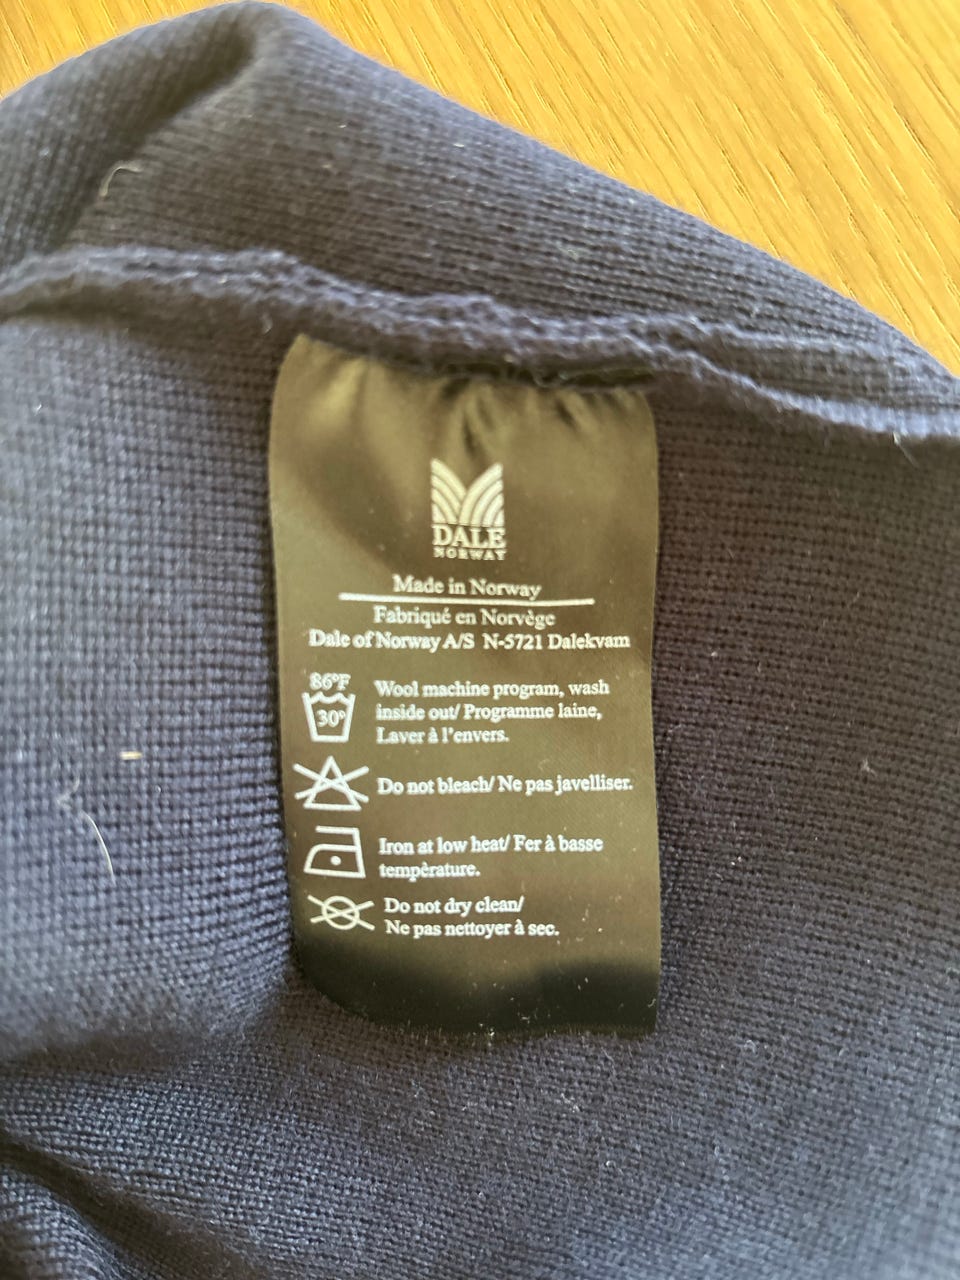 DALE
NORWAY
Made in Norway
Fabriqué en Norvège
Dale of Norway A/S N-5721 Dalekvam
86°F
30°
Wool machine program, wash
inside out/ Programme laine,
Laver à l'envers.
Do not bleach/ Ne pas javelliser.
Iron at low heat/ Fer à basse
tempèrature.
Do not dry clean/
Ne pas nettoyer à sec.